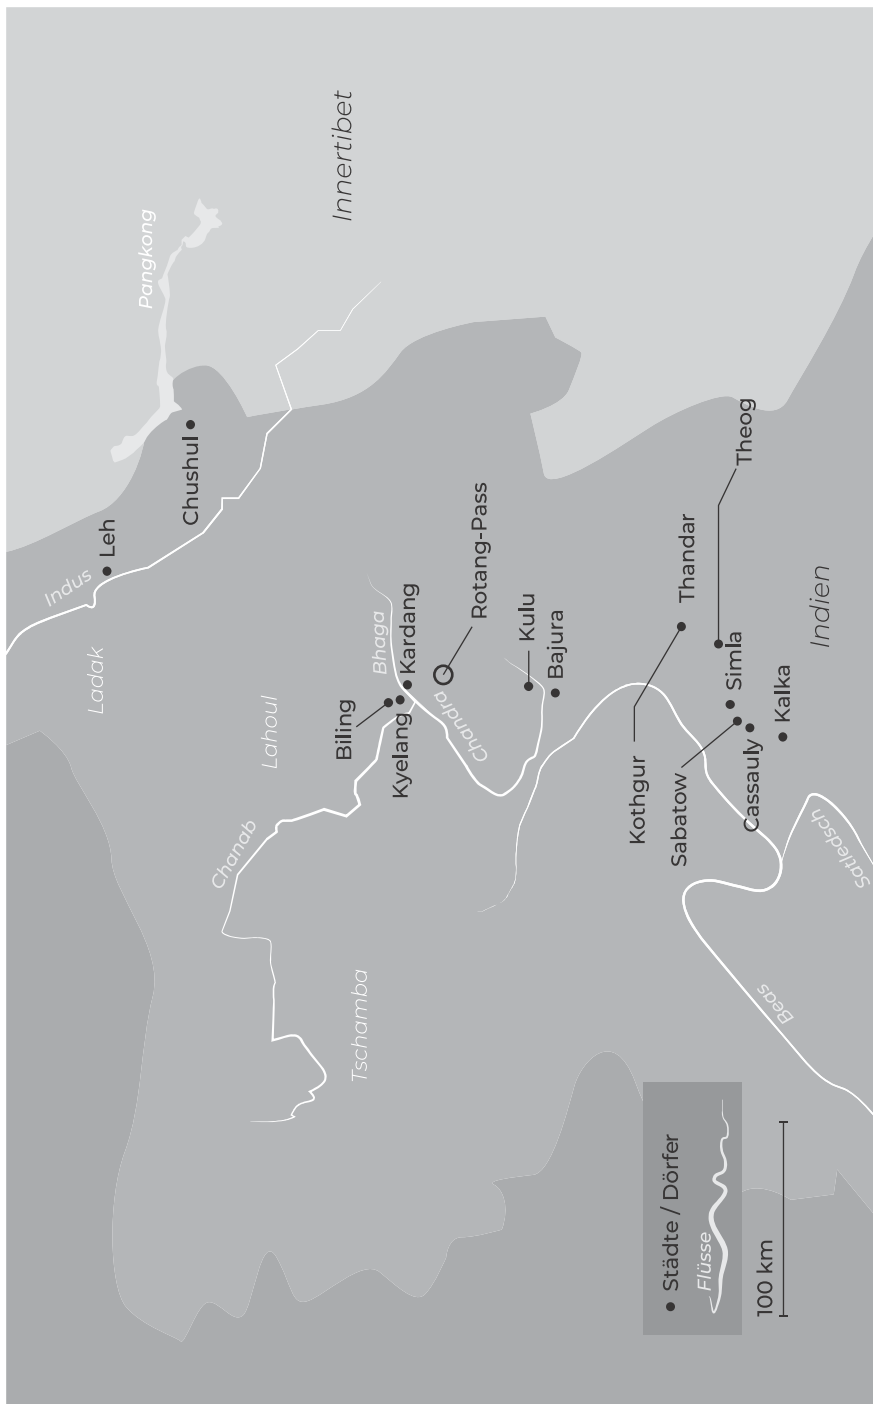 Indus
Leh
Pangkong
Chushul
Ladak
Innertibet
Lahoul
Chanab
Biling
Kyelang
Bhaga
Kardang
Chandra
Rotang-Pass
Tschamba
Kulu
Bajura
Kothgur
Thandar
Theog
Sabatow
Simla
Cassauly
Kalka
Indien
Satledsch
Beas
Städte / Dörfer
Flüsse
100 km